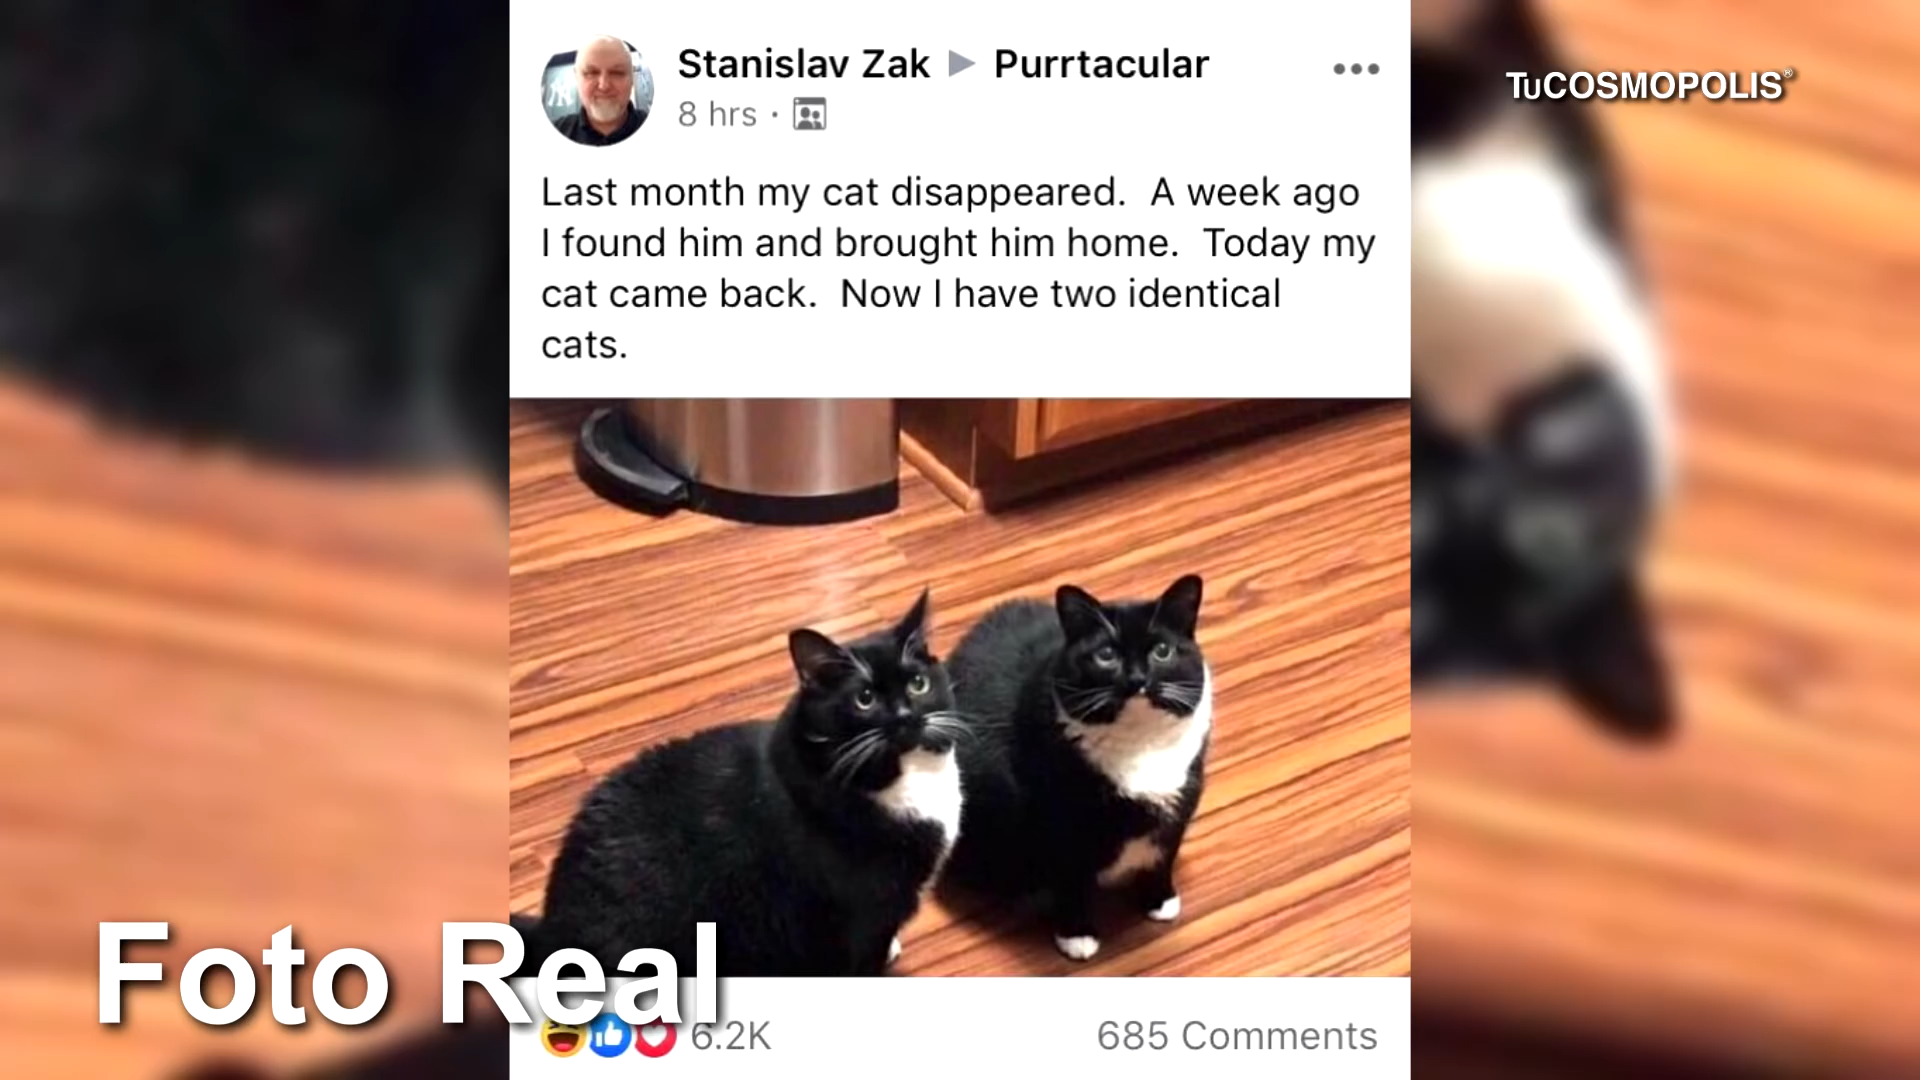 Stanislav Zak ▶ Purrtacular
8 hrs ·
TuCOSMOPOLIS®
Last month my cat disappeared. A week ago
I found him and brought him home. Today my
cat came back. Now I have two identical
cats.
Foto Real
6.2K
685 Comments